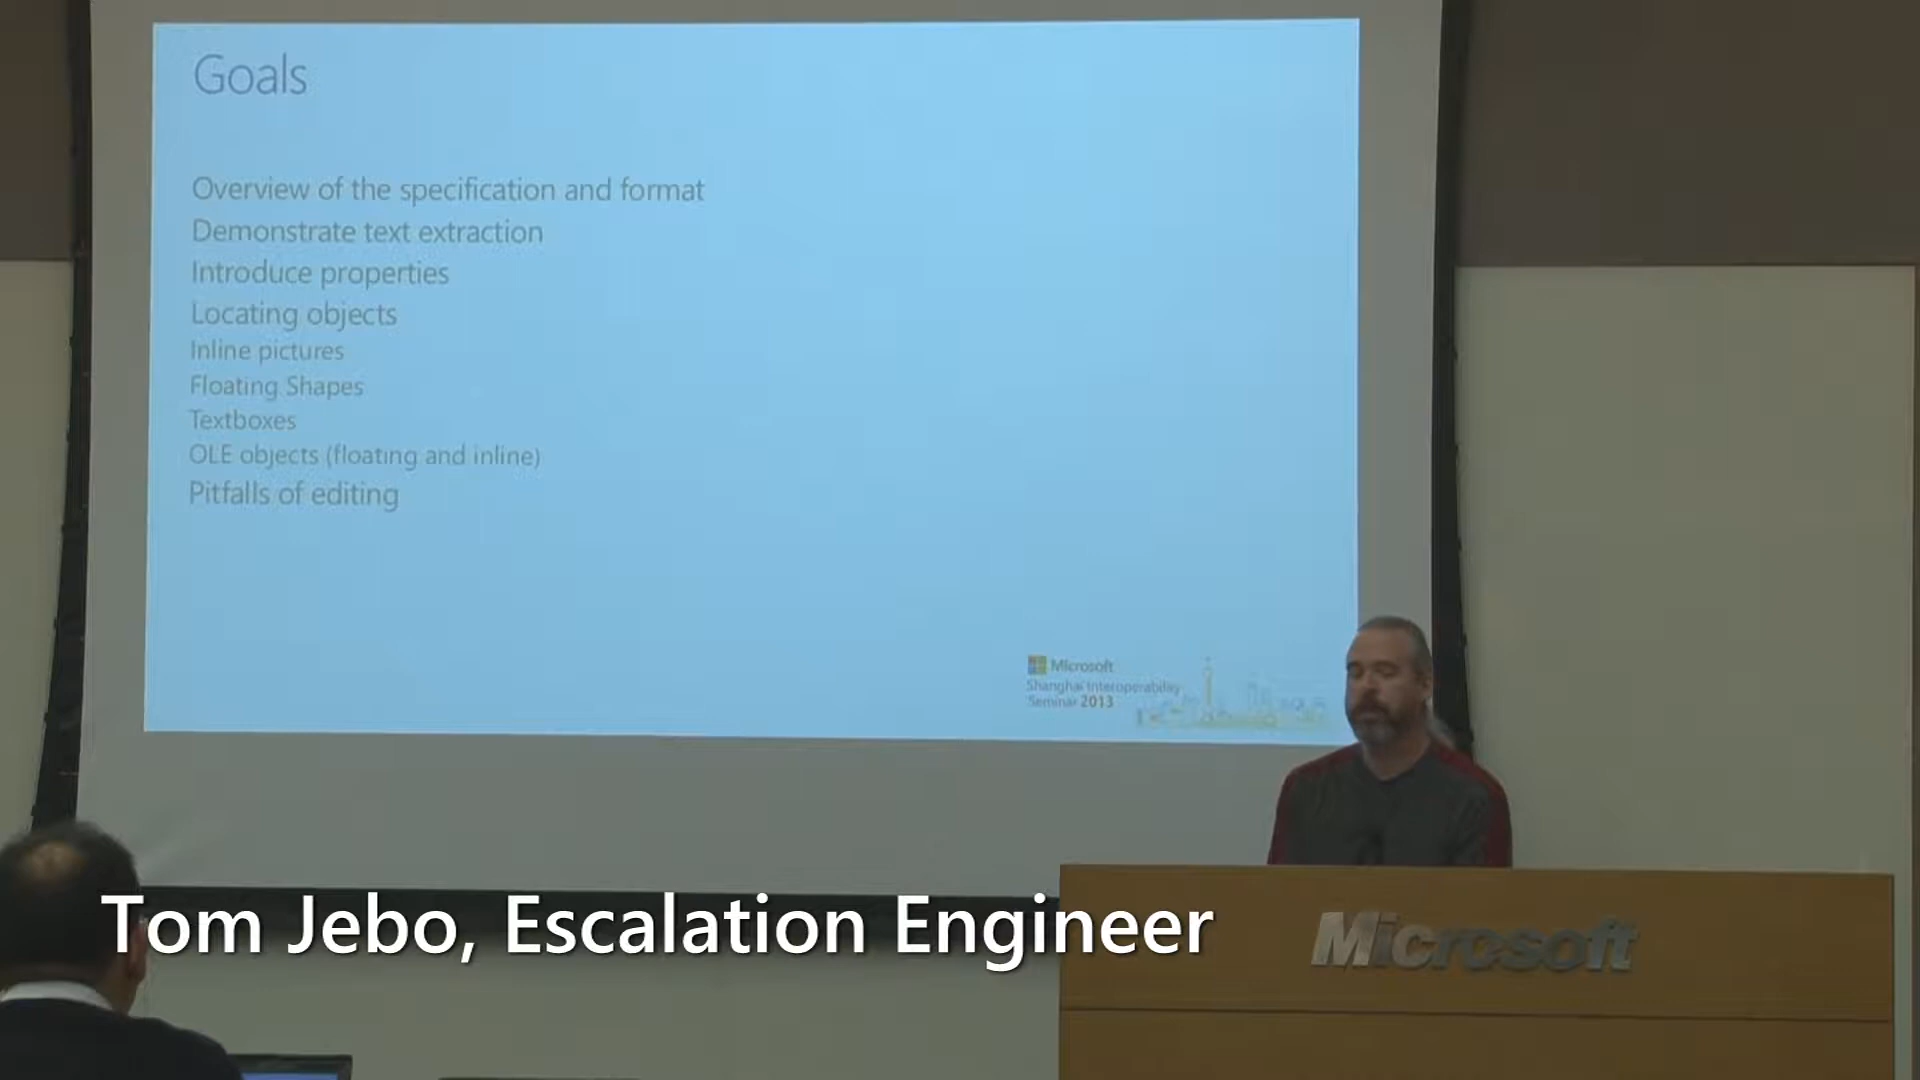 Goals
Overview of the specification and format
Demonstrate text extraction
Introduce properties
Locating objects
Inline pictures
Floating Shapes
Textboxes
OLE objects (floating and inline)
Pitfalls of editing
Microsoft
Shanghai Interoperability
Seminar 2013
Tom Jebo, Escalation Engineer
Microsoft